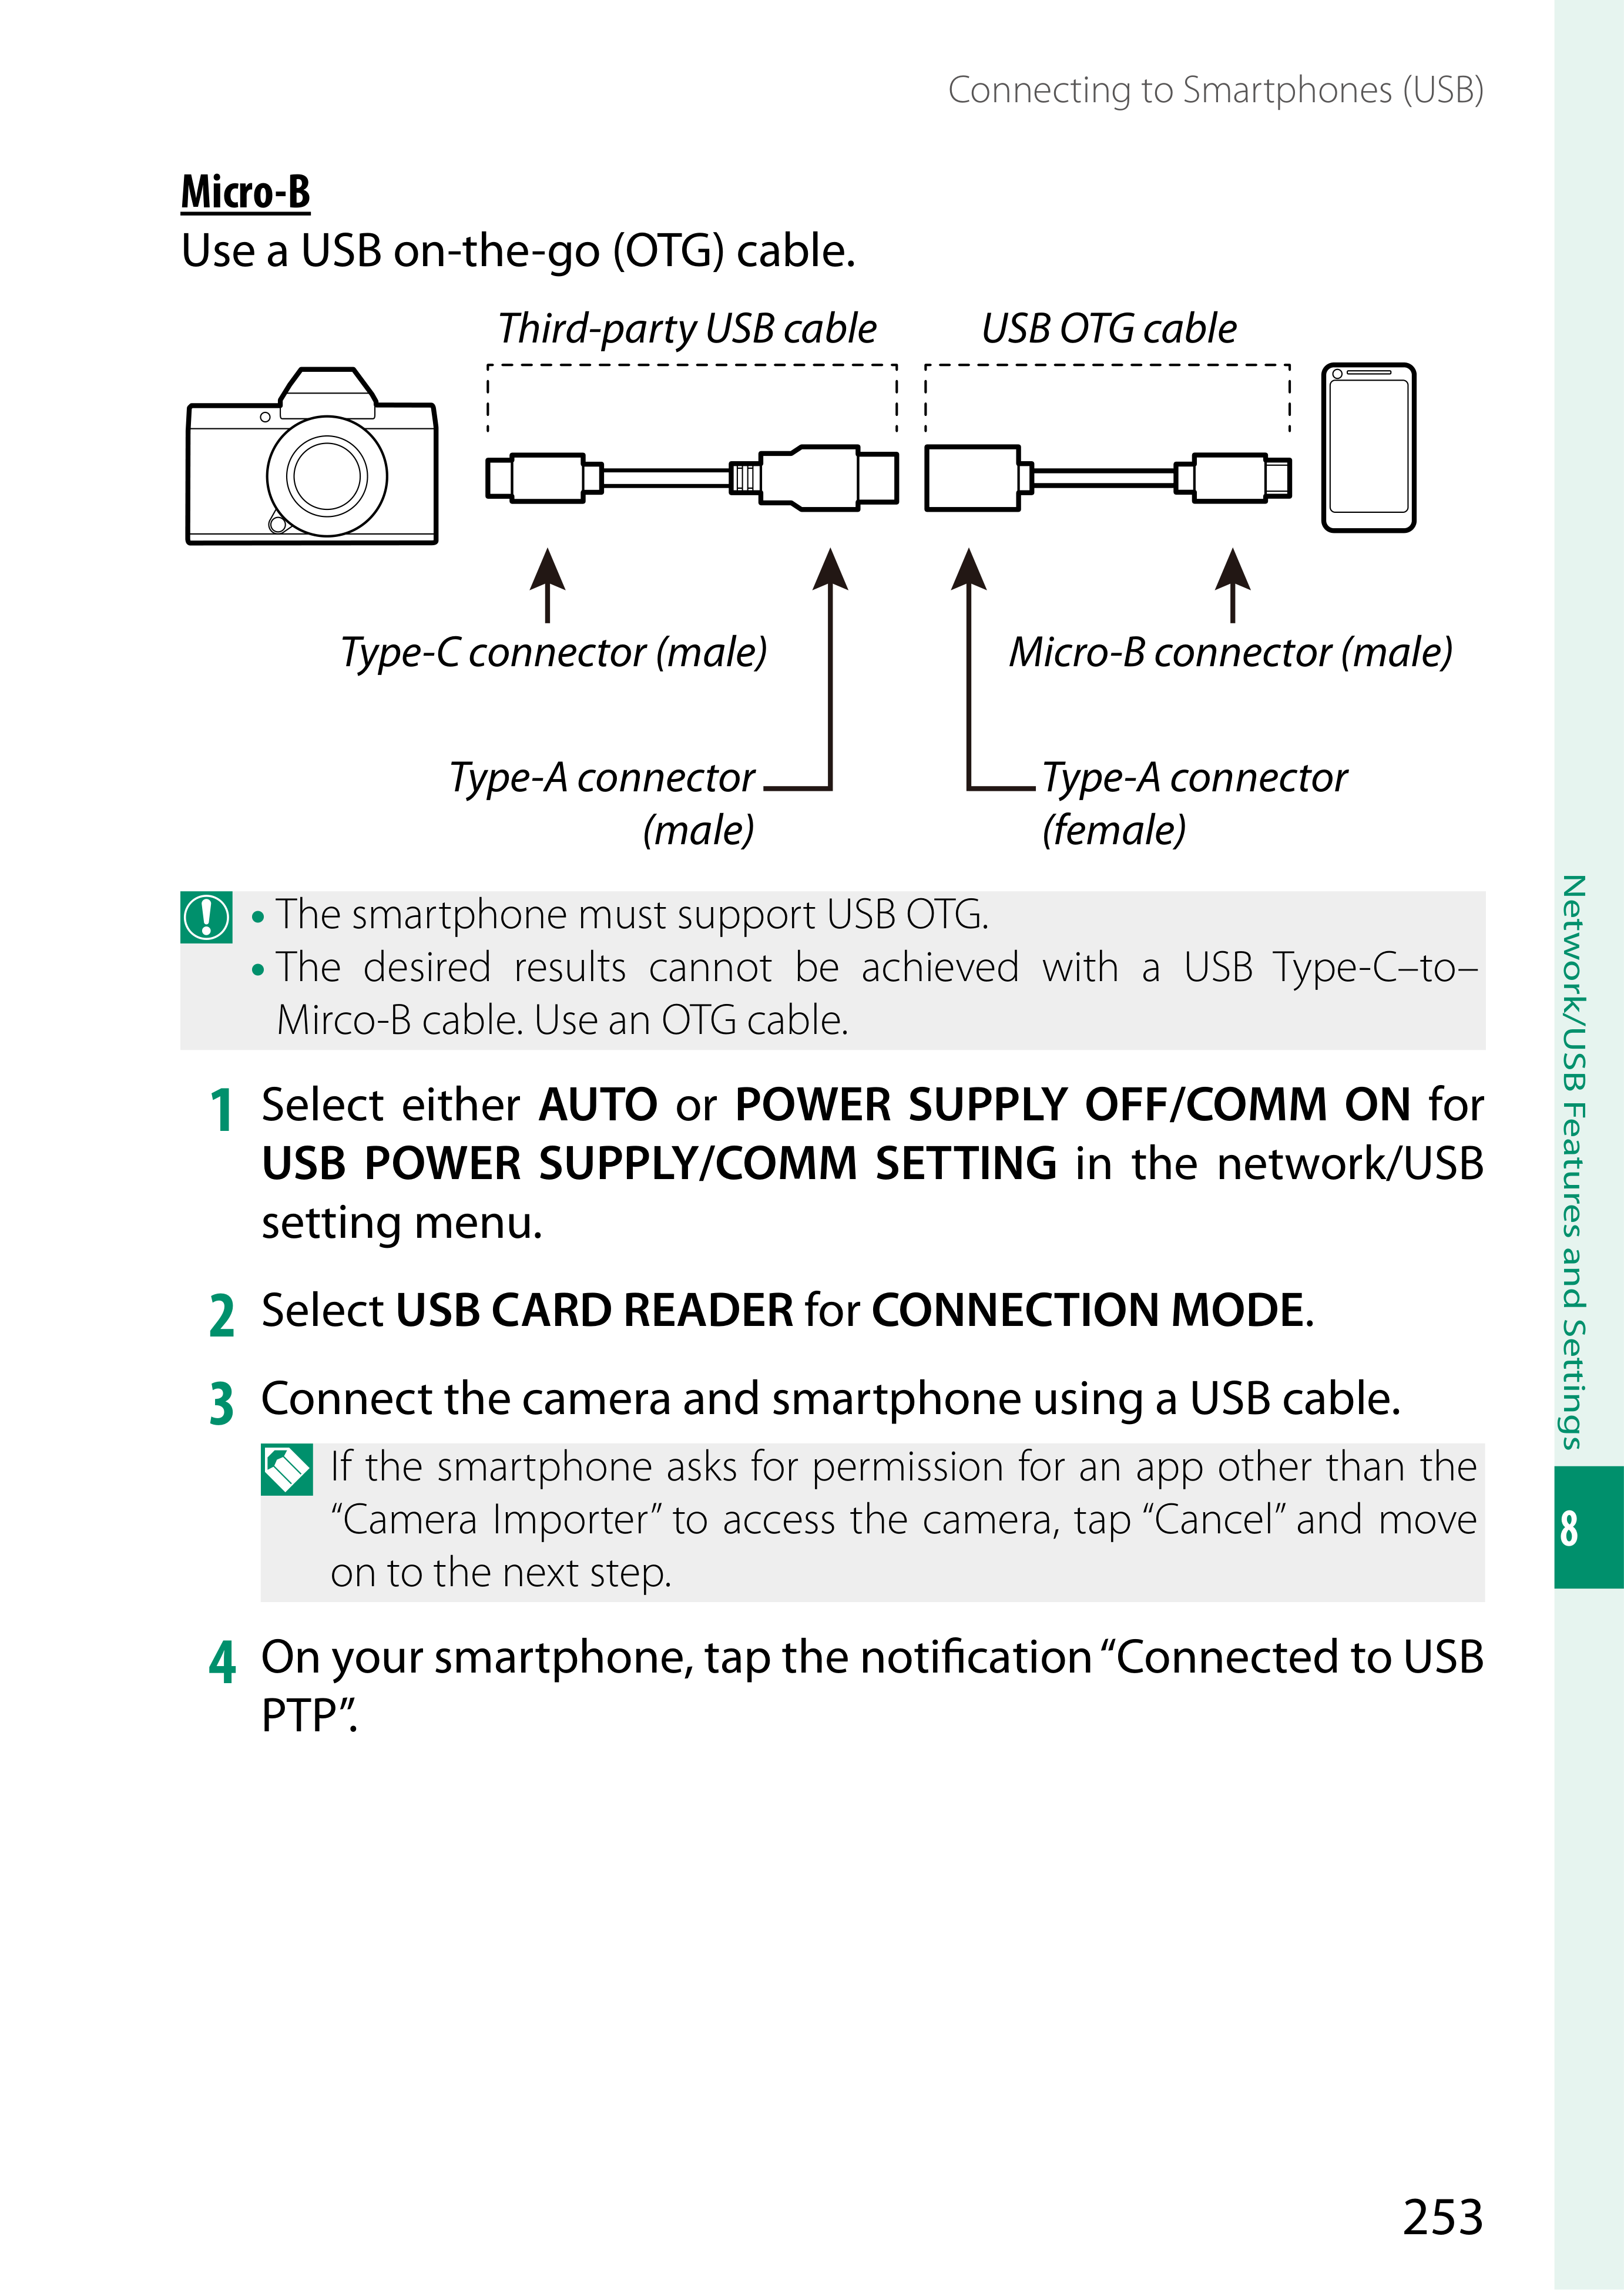 Connecting to Smartphones (USB)
Micro-B
Use a USB on-the-go (OTG) cable.
Third-party USB cable
USB OTG cable
Type-C connector (male)
Micro-B connector (male)
Type-A connector
(male)
Type-A connector
(female)
• The smartphone must support USB OTG.
• The desired results cannot be achieved with a USB Type-C–to–
Mirco-B cable. Use an OTG cable.
1 Select either AUTO or POWER SUPPLY OFF/COMM ON for
USB POWER SUPPLY/COMM SETTING in the network/USB
setting menu.
2 Select USB CARD READER for CONNECTION MODE.
3 Connect the camera and smartphone using a USB cable.
If the smartphone asks for permission for an app other than the
“Camera Importer” to access the camera, tap “Cancel” and move
on to the next step.
4 On your smartphone, tap the notification “Connected to USB
PTP”.
Network/USB Features and Settings
8
253